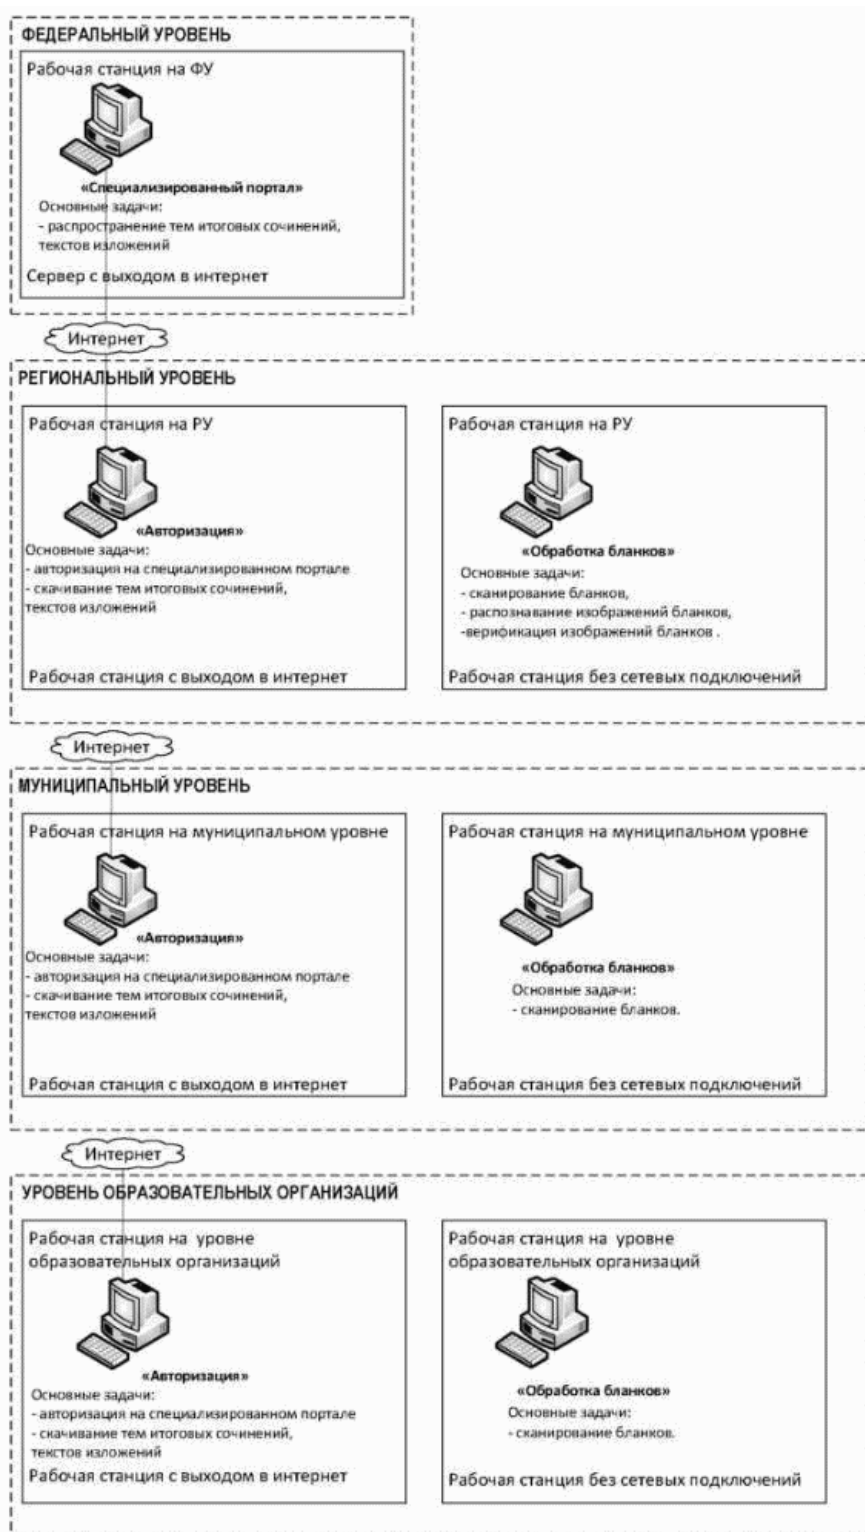 ФЕДЕРАЛЬНЫЙ УРОВЕНЬ
Рабочая станция на ФУ
«Специализированный портал»
Основные задачи:
- распространение тем итоговых сочинений,
текстов изложений
Сервер с выходом в интернет
Интернет
РЕГИОНАЛЬНЫЙ УРОВЕНЬ
Рабочая станция на РУ
«Авторизация»
Основные задачи:
- авторизация на специализированном портале
- скачивание тем итоговых сочинений,
текстов изложений
Рабочая станция с выходом в интернет
Рабочая станция на РУ
«Обработка бланков»
Основные задачи:
- сканирование бланков,
- распознавание изображений бланков,
-верификация изображений бланков .
Рабочая станция без сетевых подключений
Интернет
МУНИЦИПАЛЬНЫЙ УРОВЕНЬ
Рабочая станция на муниципальном уровне
«Авторизация»
Основные задачи:
- авторизация на специализированном портале
- скачивание тем итоговых сочинений,
текстов изложений
Рабочая станция с выходом в интернет
Рабочая станция на муниципальном уровне
«Обработка бланков»
Основные задачи:
- сканирование бланков.
Рабочая станция без сетевых подключений
Интернет
УРОВЕНЬ ОБРАЗОВАТЕЛЬНЫХ ОРГАНИЗАЦИЙ
Рабочая станция на уровне
образовательных организаций
«Авторизация»
Основные задачи:
- авторизация на специализированном портале
- скачивание тем итоговых сочинений,
текстов изложений
Рабочая станция с выходом в интернет
Рабочая станция на уровне
образовательных организаций
«Обработка бланков»
Основные задачи:
- сканирование бланков.
Рабочая станция без сетевых подключений